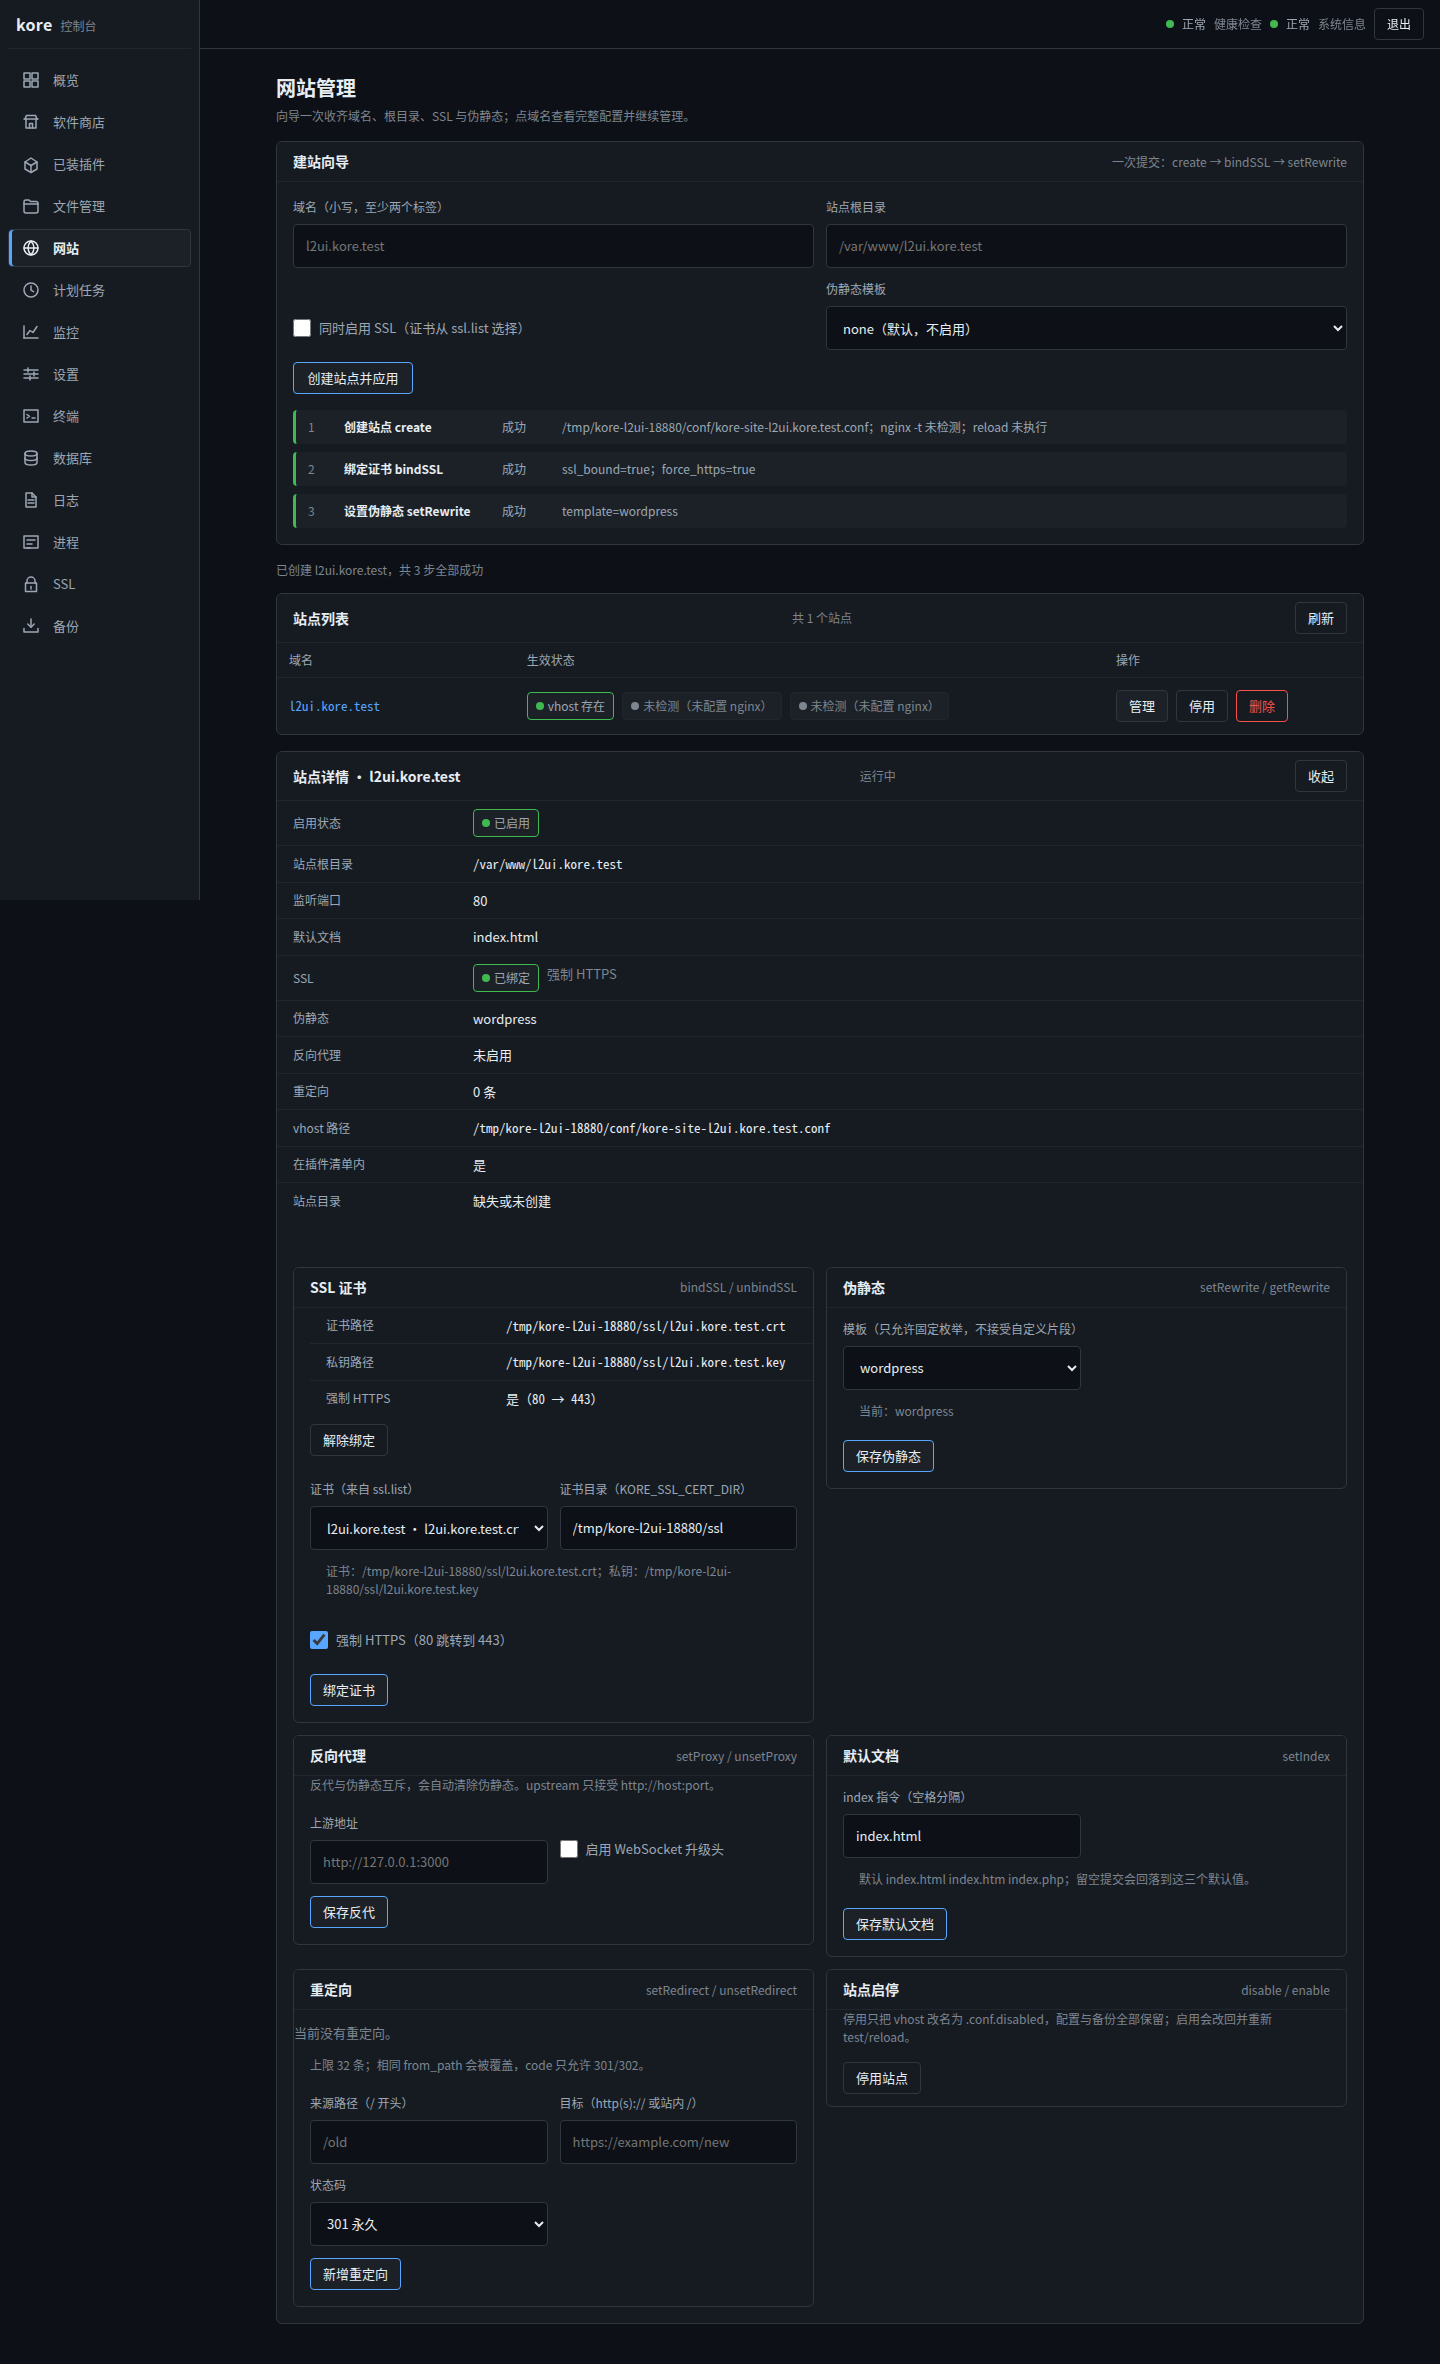 kore 控制台
正常 健康检查 正常 系统信息 退出
概览
软件商店
已装插件
文件管理
网站
计划任务
监控
设置
终端
数据库
日志
进程
SSL
备份
网站管理
向导一次收齐域名、根目录、SSL 与伪静态；点域名查看完整配置并继续管理。
建站向导 一次提交：create → bindSSL → setRewrite
域名（小写，至少两个标签） 站点根目录
l2ui.kore.test /var/www/l2ui.kore.test
伪静态模板
同时启用 SSL（证书从 ssl.list 选择） none（默认，不启用）
创建站点并应用
1 创建站点 create 成功 /tmp/kore-l2ui-18880/conf/kore-site-l2ui.kore.test.conf；nginx -t 未检测；reload 未执行
2 绑定证书 bindSSL 成功 ssl_bound=true；force_https=true
3 设置伪静态 setRewrite 成功 template=wordpress
已创建 l2ui.kore.test，共 3 步全部成功
站点列表 共 1 个站点 刷新
域名 生效状态 操作
l2ui.kore.test vhost 存在 未检测（未配置 nginx） 未检测（未配置 nginx） 管理 停用 删除
站点详情 · l2ui.kore.test 运行中 收起
启用状态 已启用
站点根目录 /var/www/l2ui.kore.test
监听端口 80
默认文档 index.html
SSL 已绑定 强制 HTTPS
伪静态 wordpress
反向代理 未启用
重定向 0 条
vhost 路径 /tmp/kore-l2ui-18880/conf/kore-site-l2ui.kore.test.conf
在插件清单内 是
站点目录 缺失或未创建
SSL 证书 bindSSL / unbindSSL
证书路径 /tmp/kore-l2ui-18880/ssl/l2ui.kore.test.crt
私钥路径 /tmp/kore-l2ui-18880/ssl/l2ui.kore.test.key
强制 HTTPS 是（80 → 443）
解除绑定
证书（来自 ssl.list） 证书目录（KORE_SSL_CERT_DIR）
l2ui.kore.test · l2ui.kore.test.cr /tmp/kore-l2ui-18880/ssl
证书：/tmp/kore-l2ui-18880/ssl/l2ui.kore.test.crt；私钥：/tmp/kore-l2ui-
18880/ssl/l2ui.kore.test.key
强制 HTTPS（80 跳转到 443）
绑定证书
伪静态 setRewrite / getRewrite
模板（只允许固定枚举，不接受自定义片段）
wordpress
当前：wordpress
保存伪静态
反向代理 setProxy / unsetProxy
反代与伪静态互斥，会自动清除伪静态。upstream 只接受 http://host:port。
上游地址
http://127.0.0.1:3000 启用 WebSocket 升级头
保存反代
默认文档 setIndex
index 指令（空格分隔）
index.html
默认 index.html index.htm index.php；留空提交会回落到这三个默认值。
保存默认文档
重定向 setRedirect / unsetRedirect
当前没有重定向。
上限 32 条；相同 from_path 会被覆盖，code 只允许 301/302。
来源路径（/ 开头） 目标（http(s):// 或站内 /）
/old https://example.com/new
状态码
301 永久
新增重定向
站点启停 disable / enable
停用只把 vhost 改名为 .conf.disabled，配置与备份全部保留；启用会改回并重新
test/reload。
停用站点